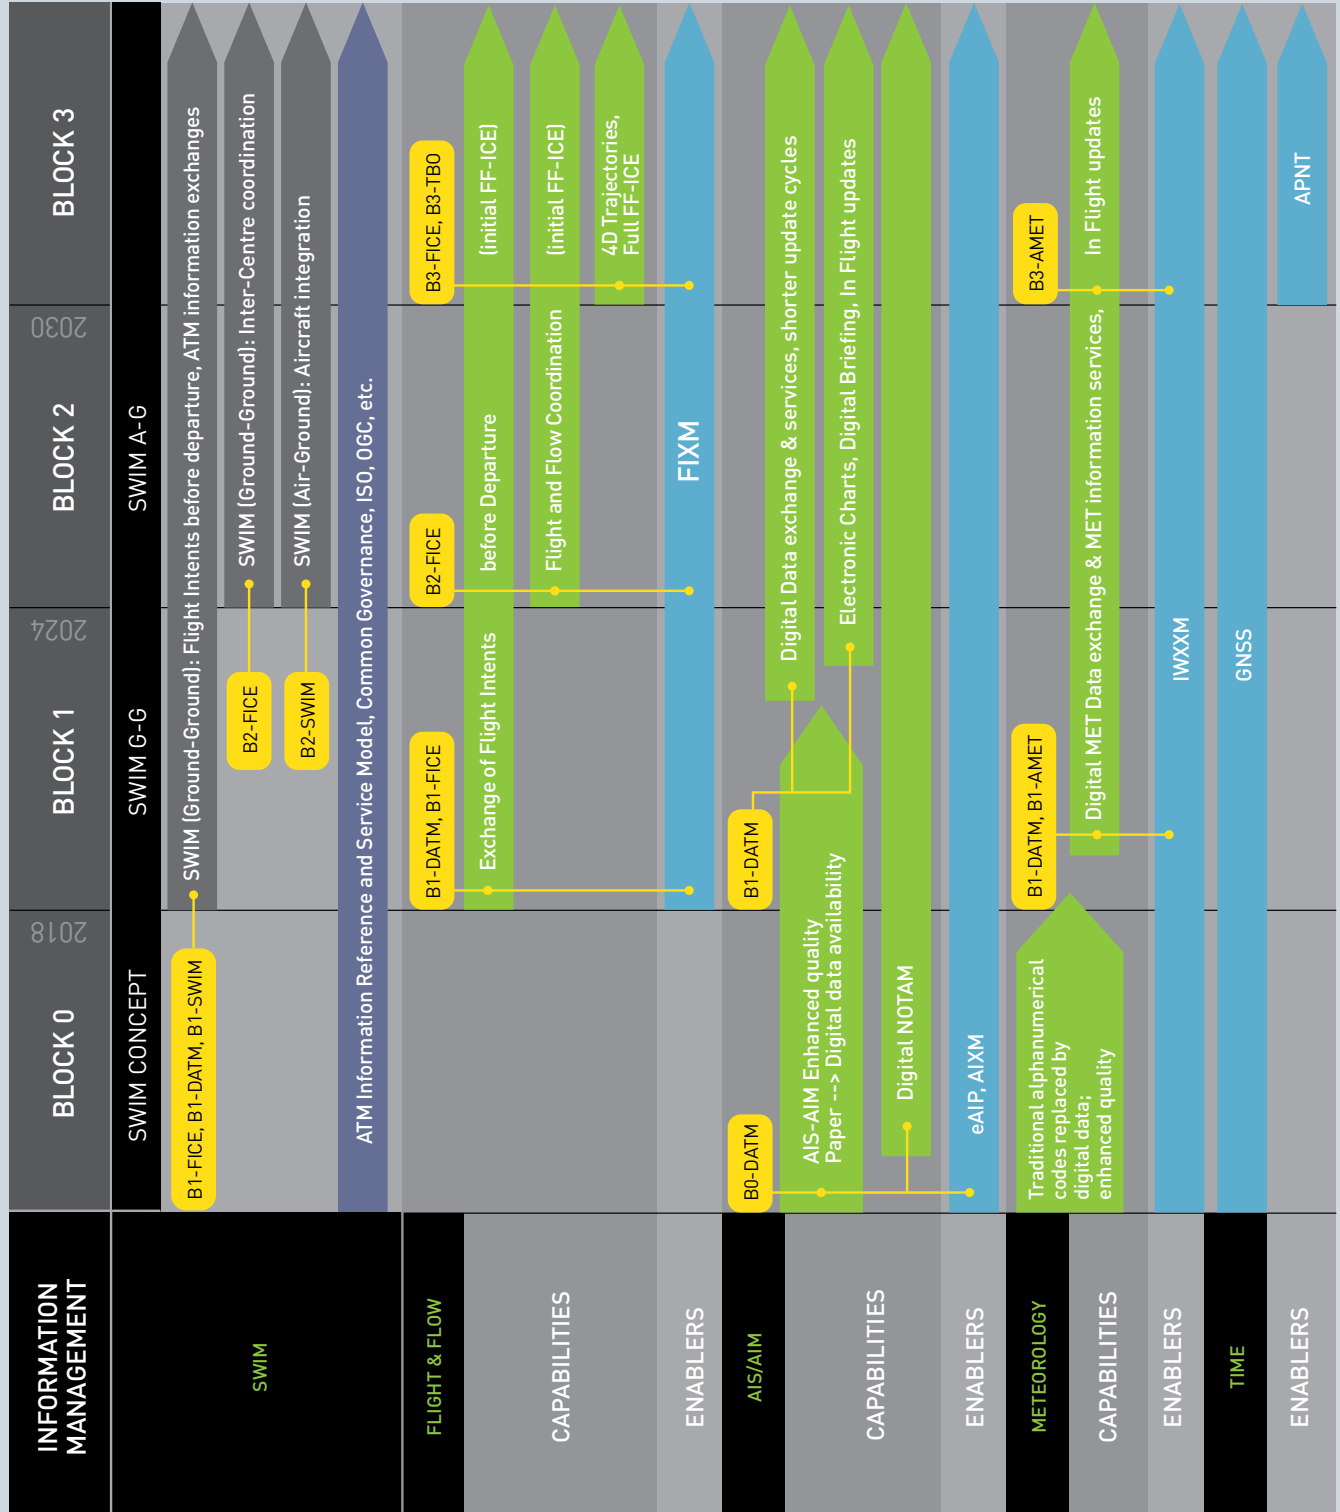 INFORMATION
MANAGEMENT
BLOCK 0
2018
BLOCK 1
2024
BLOCK 2
2030
BLOCK 3
SWIM CONCEPT
SWIM G-G
SWIM A-G
SWIM
B1-FICE, B1-DATM, B1-SWIM
SWIM (Ground-Ground): Flight Intents before departure, ATM information exchanges
B2-FICE
SWIM (Ground-Ground): Inter-Centre coordination
B2-SWIM
SWIM (Air-Ground): Aircraft integration
ATM Information Reference and Service Model, Common Governance, ISO, OGC, etc.
FLIGHT & FLOW
B1-DATM, B1-FICE
B2-FICE
B3-FICE, B3-TBO
CAPABILITIES
Exchange of Flight Intents
before Departure
(initial FF-ICE)
Flight and Flow Coordination
(initial FF-ICE)
4D Trajectories,
Full FF-ICE
ENABLERS
FIXM
AIS/AIM
B0-DATM
B1-DATM
CAPABILITIES
Digital Data exchange & services, shorter update cycles
AIS-AIM Enhanced quality
Paper --> Digital data availability
Electronic Charts, Digital Briefing, In Flight updates
Digital NOTAM
ENABLERS
eAIP, AIXM
METEOROLOGY
B1-DATM, B1-AMET
B3-AMET
CAPABILITIES
Traditional alphanumerical
codes replaced by
digital data;
enhanced quality
Digital MET Data exchange & MET information services,
In Flight updates
ENABLERS
IWXXM
TIME
GNSS
ENABLERS
APNT